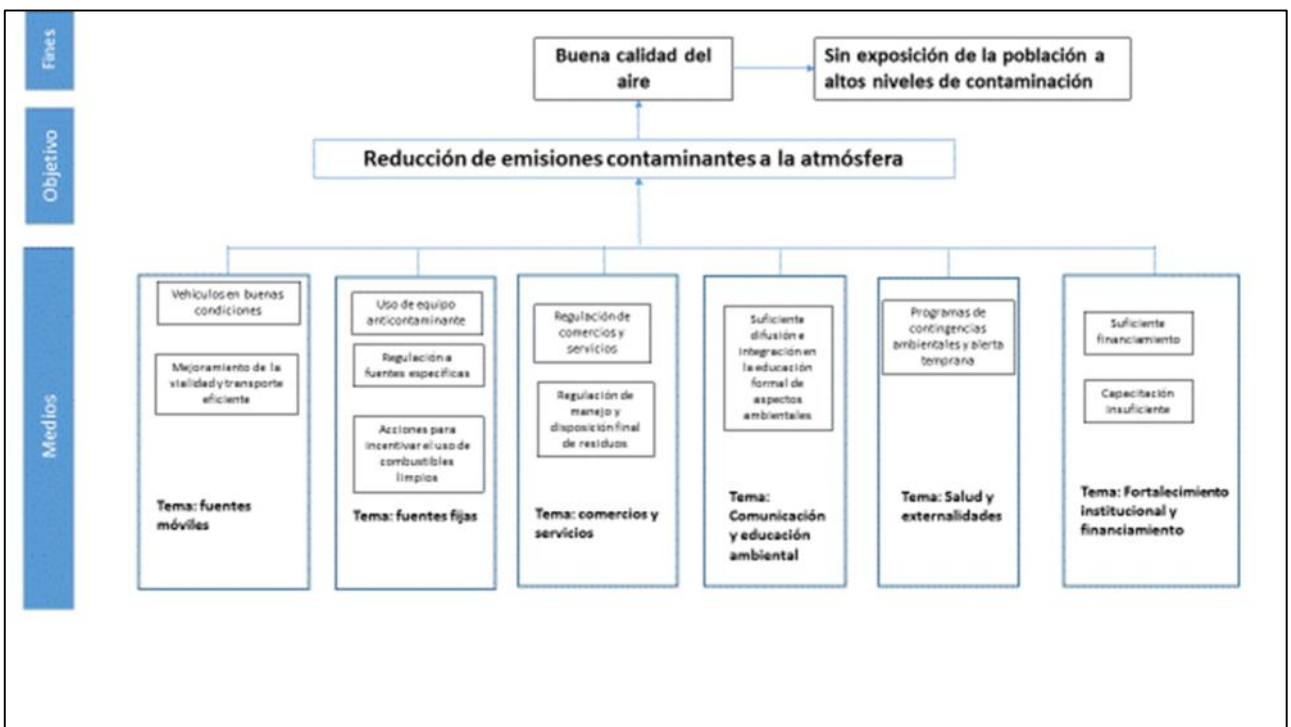 Fines
Buena calidad del
aire
Sin exposición de la población a
altos niveles de contaminación
Objetivo
Reducción de emisiones contaminantes a la atmósfera
Medios
Vehículos en buenas
condiciones
Mejoramiento de la
vialidad y transporte
eficiente
Tema: fuentes
móviles
Uso de equipo
anticontaminante
Regulación a
fuentes específicas
Acciones para
incentivar el uso de
combustibles
limpios
Tema: fuentes fijas
Regulación de
comercios y
servicios
Regulación de
manejo y
disposición final
de residuos
Tema: comercios y
servicios
Suficiente
difusión e
integración en
la educación
formal de
aspectos
ambientales
Tema:
Comunicación
y educación
ambiental
Programas de
contingencias
ambientales y alerta
temprana
Tema: Salud y
externalidades
Suficiente
financiamiento
Capacitación
insuficiente
Tema: Fortalecimiento
institucional y
financiamiento